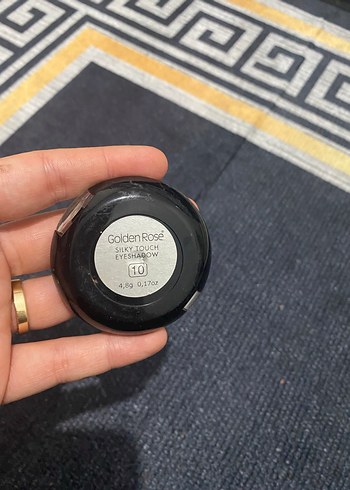 Golden Rose
SILKY TOUCH
EYESHADOW
10
4,8g 0,17oz